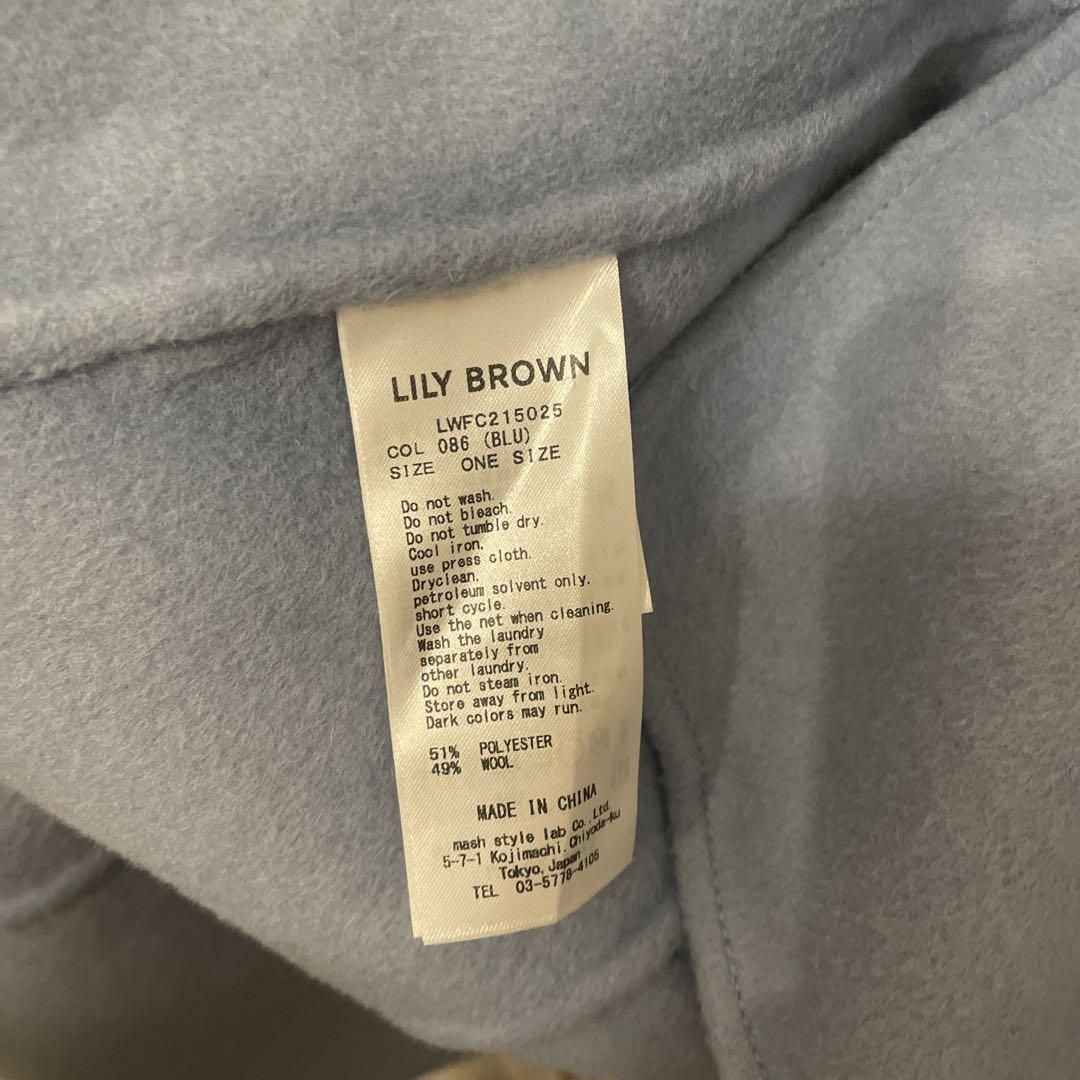 LILY BROWN
LWFC215025
COL 086 (BLU)
SIZE ONE SIZE
Do not wash.
Do not bleach.
Do not tumble dry.
Cool iron.
use press cloth.
Dryclean.
petroleum solvent only.
short cycle.
Use the net when cleaning.
Wash the laundry
separately from
other laundry.
Do not steam iron.
Store away from light.
Dark colors may run.
51% POLYESTER
49% WOOL
MADE IN CHINA
mash style lab Co.,Ltd.
5-7-1 Kojimachi,Chiyoda-ku
Tokyo,Japan
TEL 03-5778-4105